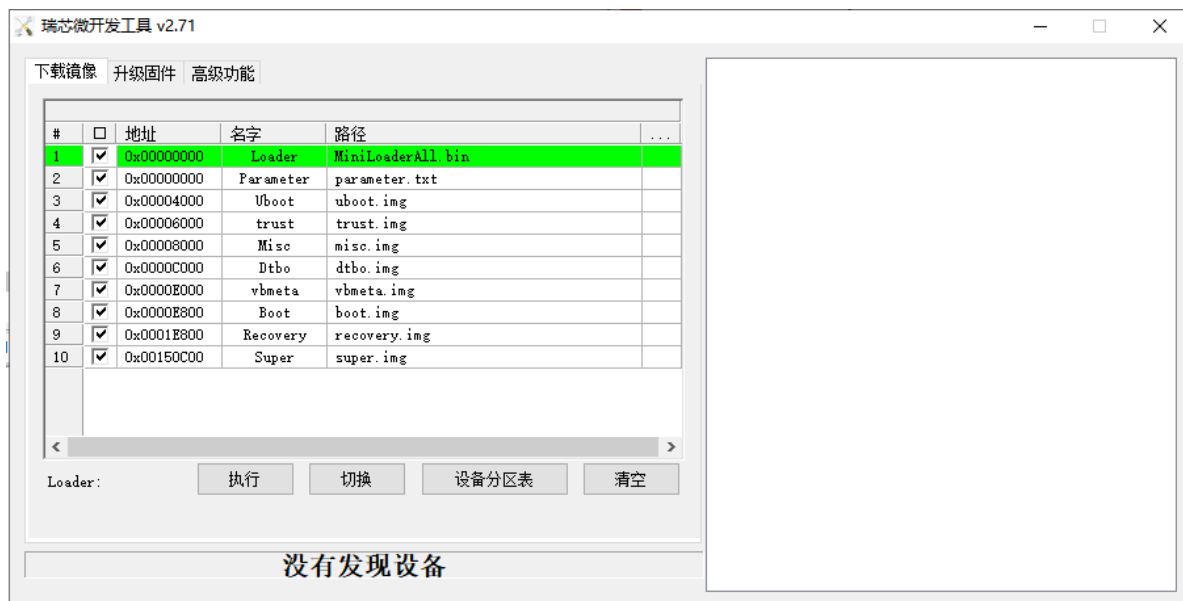 瑞芯微开发工具 v2.71
下载镜像 升级固件 高级功能
# 地址 名字 路径 ...
1 0x00000000 Loader MiniLoaderAll.bin
2 0x00000000 Parameter parameter.txt
3 0x00004000 Uboot uboot.img
4 0x00006000 trust trust.img
5 0x00008000 Misc misc.img
6 0x0000C000 Dtbo dtbo.img
7 0x0000E000 vbmeta vbmeta.img
8 0x0000E800 Boot boot.img
9 0x0001E800 Recovery recovery.img
10 0x00150C00 Super super.img
Loader: 执行 切换 设备分区表 清空
没有发现设备